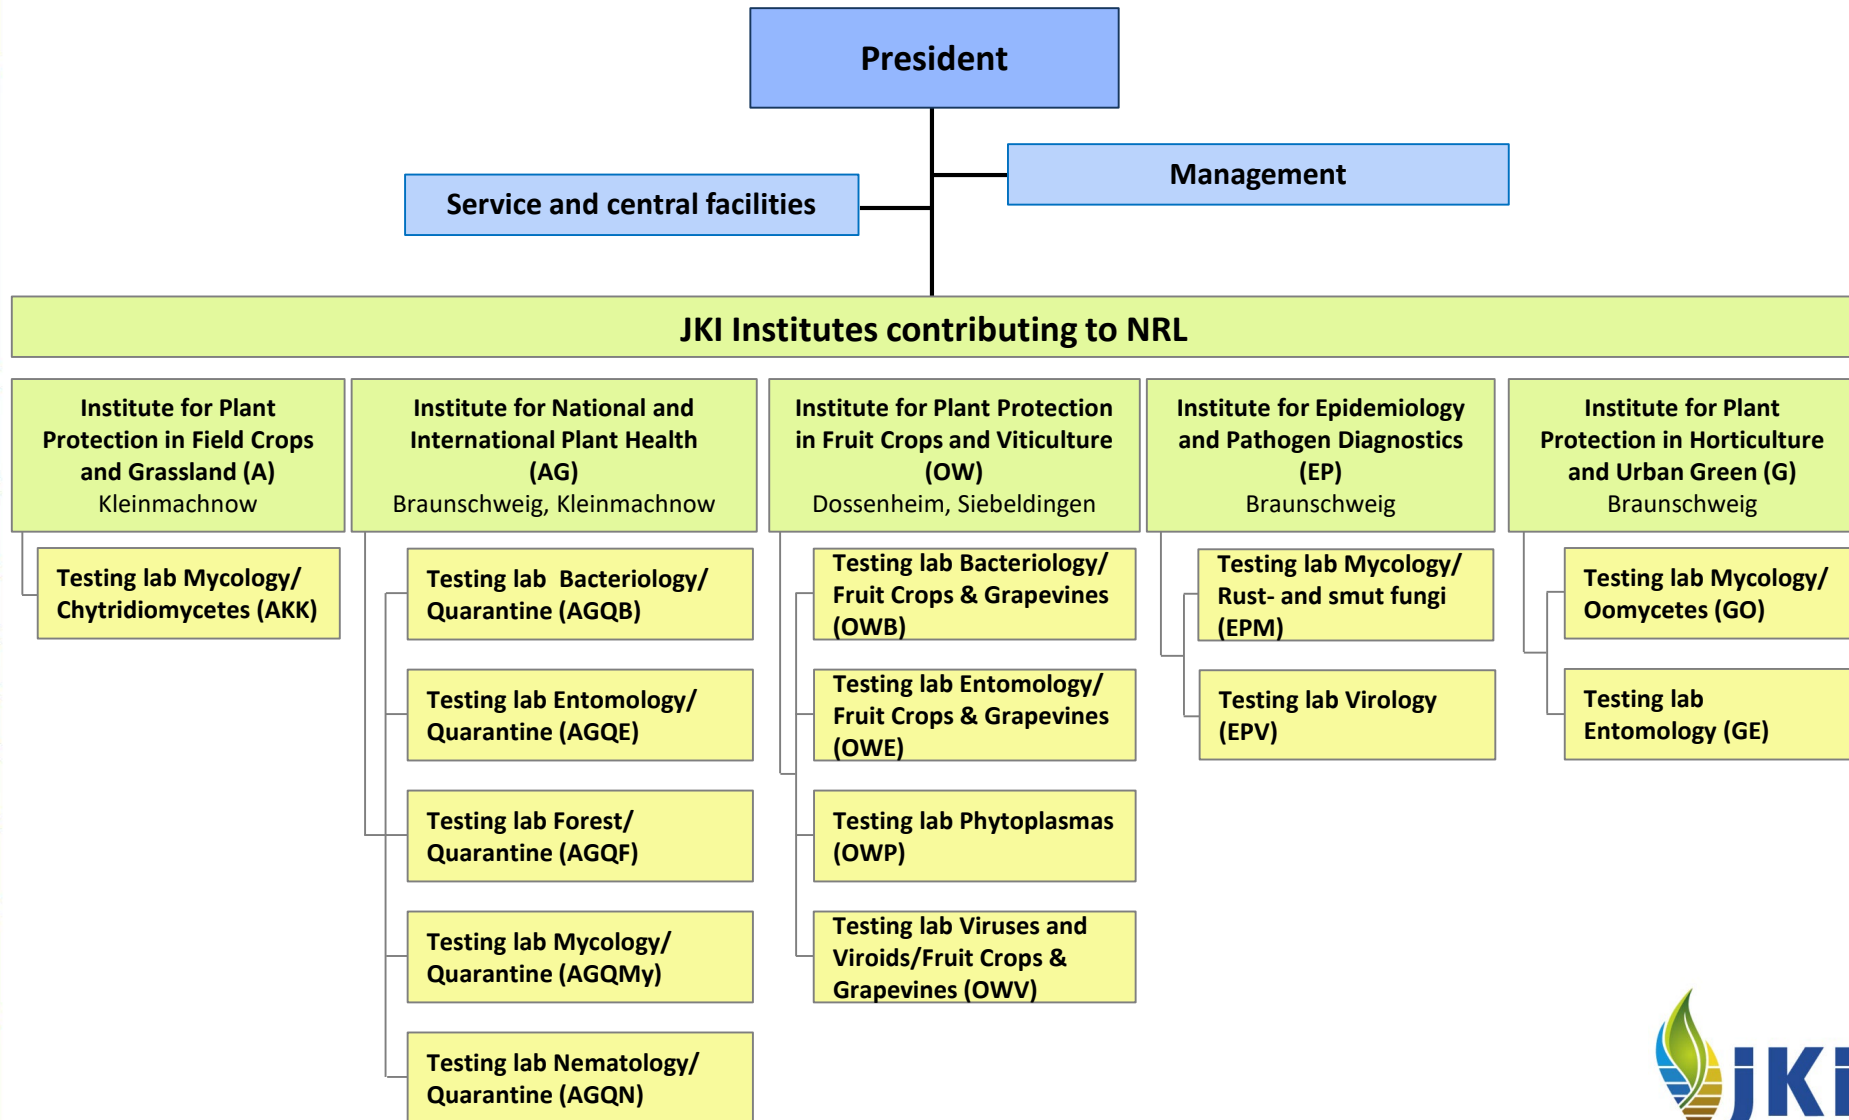 President
Management
Service and central facilities
JKI Institutes contributing to NRL
Institute for Plant
Protection in Field Crops
and Grassland (A)
Kleinmachnow
Testing lab Mycology/
Chytridiomycetes (AKK)
Institute for National and
International Plant Health
(AG)
Braunschweig, Kleinmachnow
Testing lab Bacteriology/
Quarantine (AGQB)
Testing lab Entomology/
Quarantine (AGQE)
Testing lab Forest/
Quarantine (AGQF)
Testing lab Mycology/
Quarantine (AGQMy)
Testing lab Nematology/
Quarantine (AGQN)
Institute for Plant Protection
in Fruit Crops and Viticulture
(OW)
Dossenheim, Siebeldingen
Testing lab Bacteriology/
Fruit Crops & Grapevines
(OWB)
Testing lab Entomology/
Fruit Crops & Grapevines
(OWE)
Testing lab Phytoplasmas
(OWP)
Testing lab Viruses and
Viroids/Fruit Crops &
Grapevines (OWV)
Institute for Epidemiology
and Pathogen Diagnostics
(EP)
Braunschweig
Testing lab Mycology/
Rust- and smut fungi
(EPM)
Testing lab Virology
(EPV)
Institute for Plant
Protection in Horticulture
and Urban Green (G)
Braunschweig
Testing lab Mycology/
Oomycetes (GO)
Testing lab
Entomology (GE)
JKi